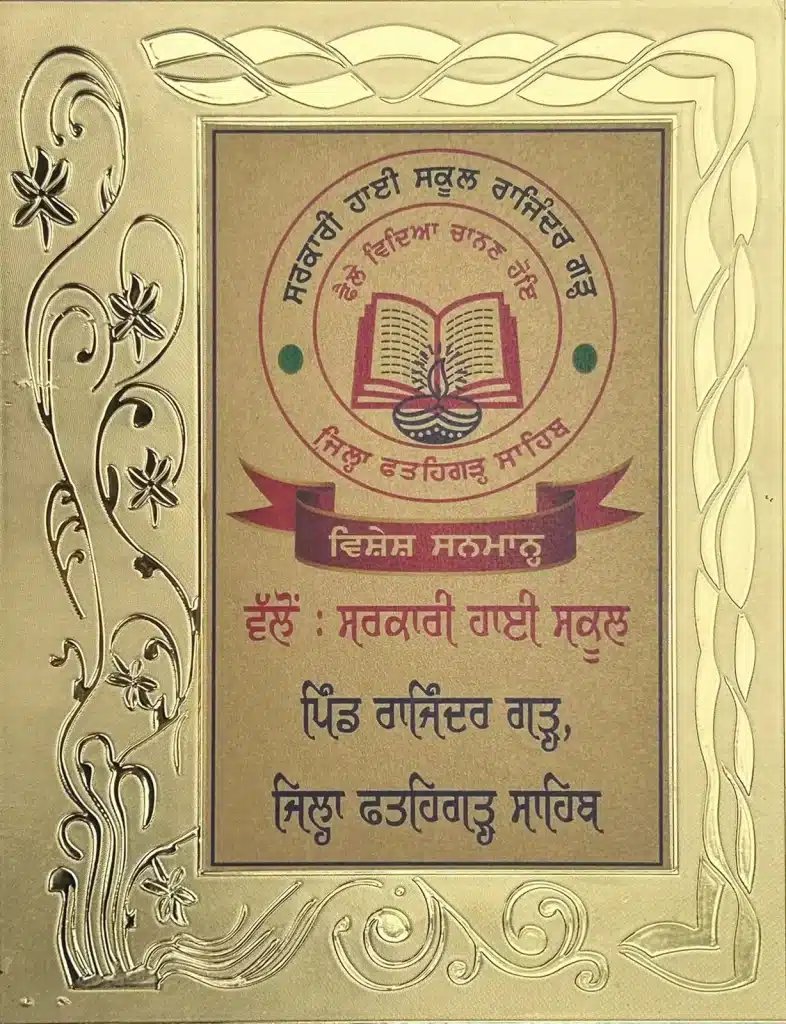 ਸਰਕਾਰੀ ਹਾਈ ਸਕੂਲ ਰਾਜਿੰਦਰ ਗੜ੍ਹ
ਫੈਲੇ ਵਿਦਿਆ ਚਾਨਣ ਹੋਇ
ਜ਼ਿਲ੍ਹਾ ਫਤਹਿਗੜ੍ਹ ਸਾਹਿਬ
ਵਿਸ਼ੇਸ਼ ਸਨਮਾਨ੍ਹ
ਵੱਲੋਂ : ਸਰਕਾਰੀ ਹਾਈ ਸਕੂਲ
ਪਿੰਡ ਰਾਜਿੰਦਰ ਗੜ੍ਹ,
ਜਿਲ੍ਹਾ ਫਤਹਿਗੜ੍ਹ ਸਾਹਿਬ